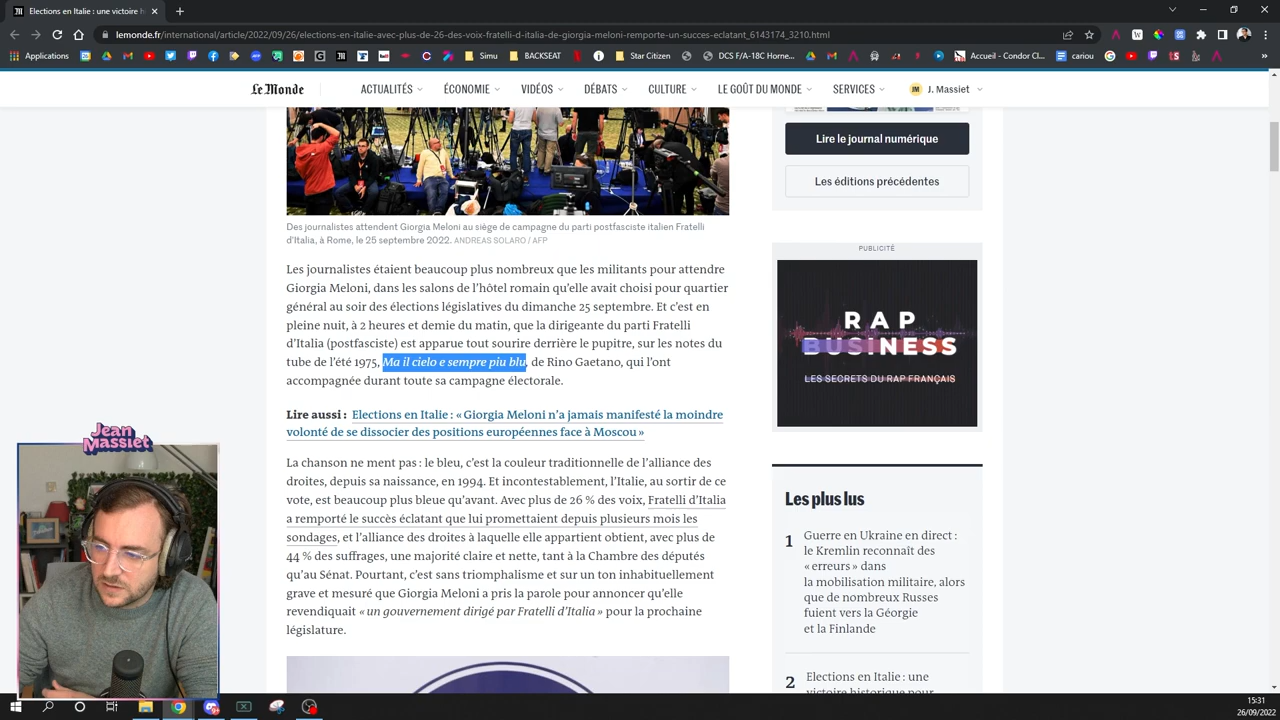 Elections en Italie : une victoire h
lemonde.fr/international/article/2022/09/26/elections-en-italie-avec-plus-de-26-des-voix-fratelli-d-italia-de-giorgia-meloni-remporte-un-succes-eclatant_6143174_3210.html
Applications
Simu
BACKSEAT
Star Citizen
DCS F/A-18C Horne...
Accueil - Condor Cl...
cariou
Le Monde
ACTUALITÉS
ÉCONOMIE
VIDÉOS
DÉBATS
CULTURE
LE GOÛT DU MONDE
SERVICES
JM
J. Massiet
Lire le journal numérique
Les éditions précédentes
Des journalistes attendent Giorgia Meloni au siège de campagne du parti postfasciste italien Fratelli
d'Italia, à Rome, le 25 septembre 2022. ANDREAS SOLARO / AFP
Les journalistes étaient beaucoup plus nombreux que les militants pour attendre
Giorgia Meloni, dans les salons de l'hôtel romain qu'elle avait choisi pour quartier
général au soir des élections législatives du dimanche 25 septembre. Et c'est en
pleine nuit, à 2 heures et demie du matin, que la dirigeante du parti Fratelli
d'Italia (postfasciste) est apparue tout sourire derrière le pupitre, sur les notes du
tube de l'été 1975, Ma il cielo e sempre piu blu, de Rino Gaetano, qui l'ont
accompagnée durant toute sa campagne électorale.
Lire aussi : Elections en Italie : « Giorgia Meloni n'a jamais manifesté la moindre
volonté de se dissocier des positions européennes face à Moscou »
La chanson ne ment pas : le bleu, c'est la couleur traditionnelle de l'alliance des
droites, depuis sa naissance, en 1994. Et incontestablement, l'Italie, au sortir de ce
vote, est beaucoup plus bleue qu'avant. Avec plus de 26 % des voix, Fratelli d'Italia
a remporté le succès éclatant que lui promettaient depuis plusieurs mois les
sondages, et l'alliance des droites à laquelle elle appartient obtient, avec plus de
44 % des suffrages, une majorité claire et nette, tant à la Chambre des députés
qu'au Sénat. Pourtant, c'est sans triomphalisme et sur un ton inhabituellement
grave et mesuré que Giorgia Meloni a pris la parole pour annoncer qu'elle
revendiquait « un gouvernement dirigé par Fratelli d'Italia » pour la prochaine
législature.
PUBLICITÉ
RAP
BUSINESS
LES SECRETS DU RAP FRANÇAIS
Les plus lus
1
Guerre en Ukraine en direct :
le Kremlin reconnaît des
« erreurs » dans
la mobilisation militaire, alors
que de nombreux Russes
fuient vers la Géorgie
et la Finlande
2
Elections en Italie : une
victoire historique pour
Jean
Massiet
15:31
26/09/2022